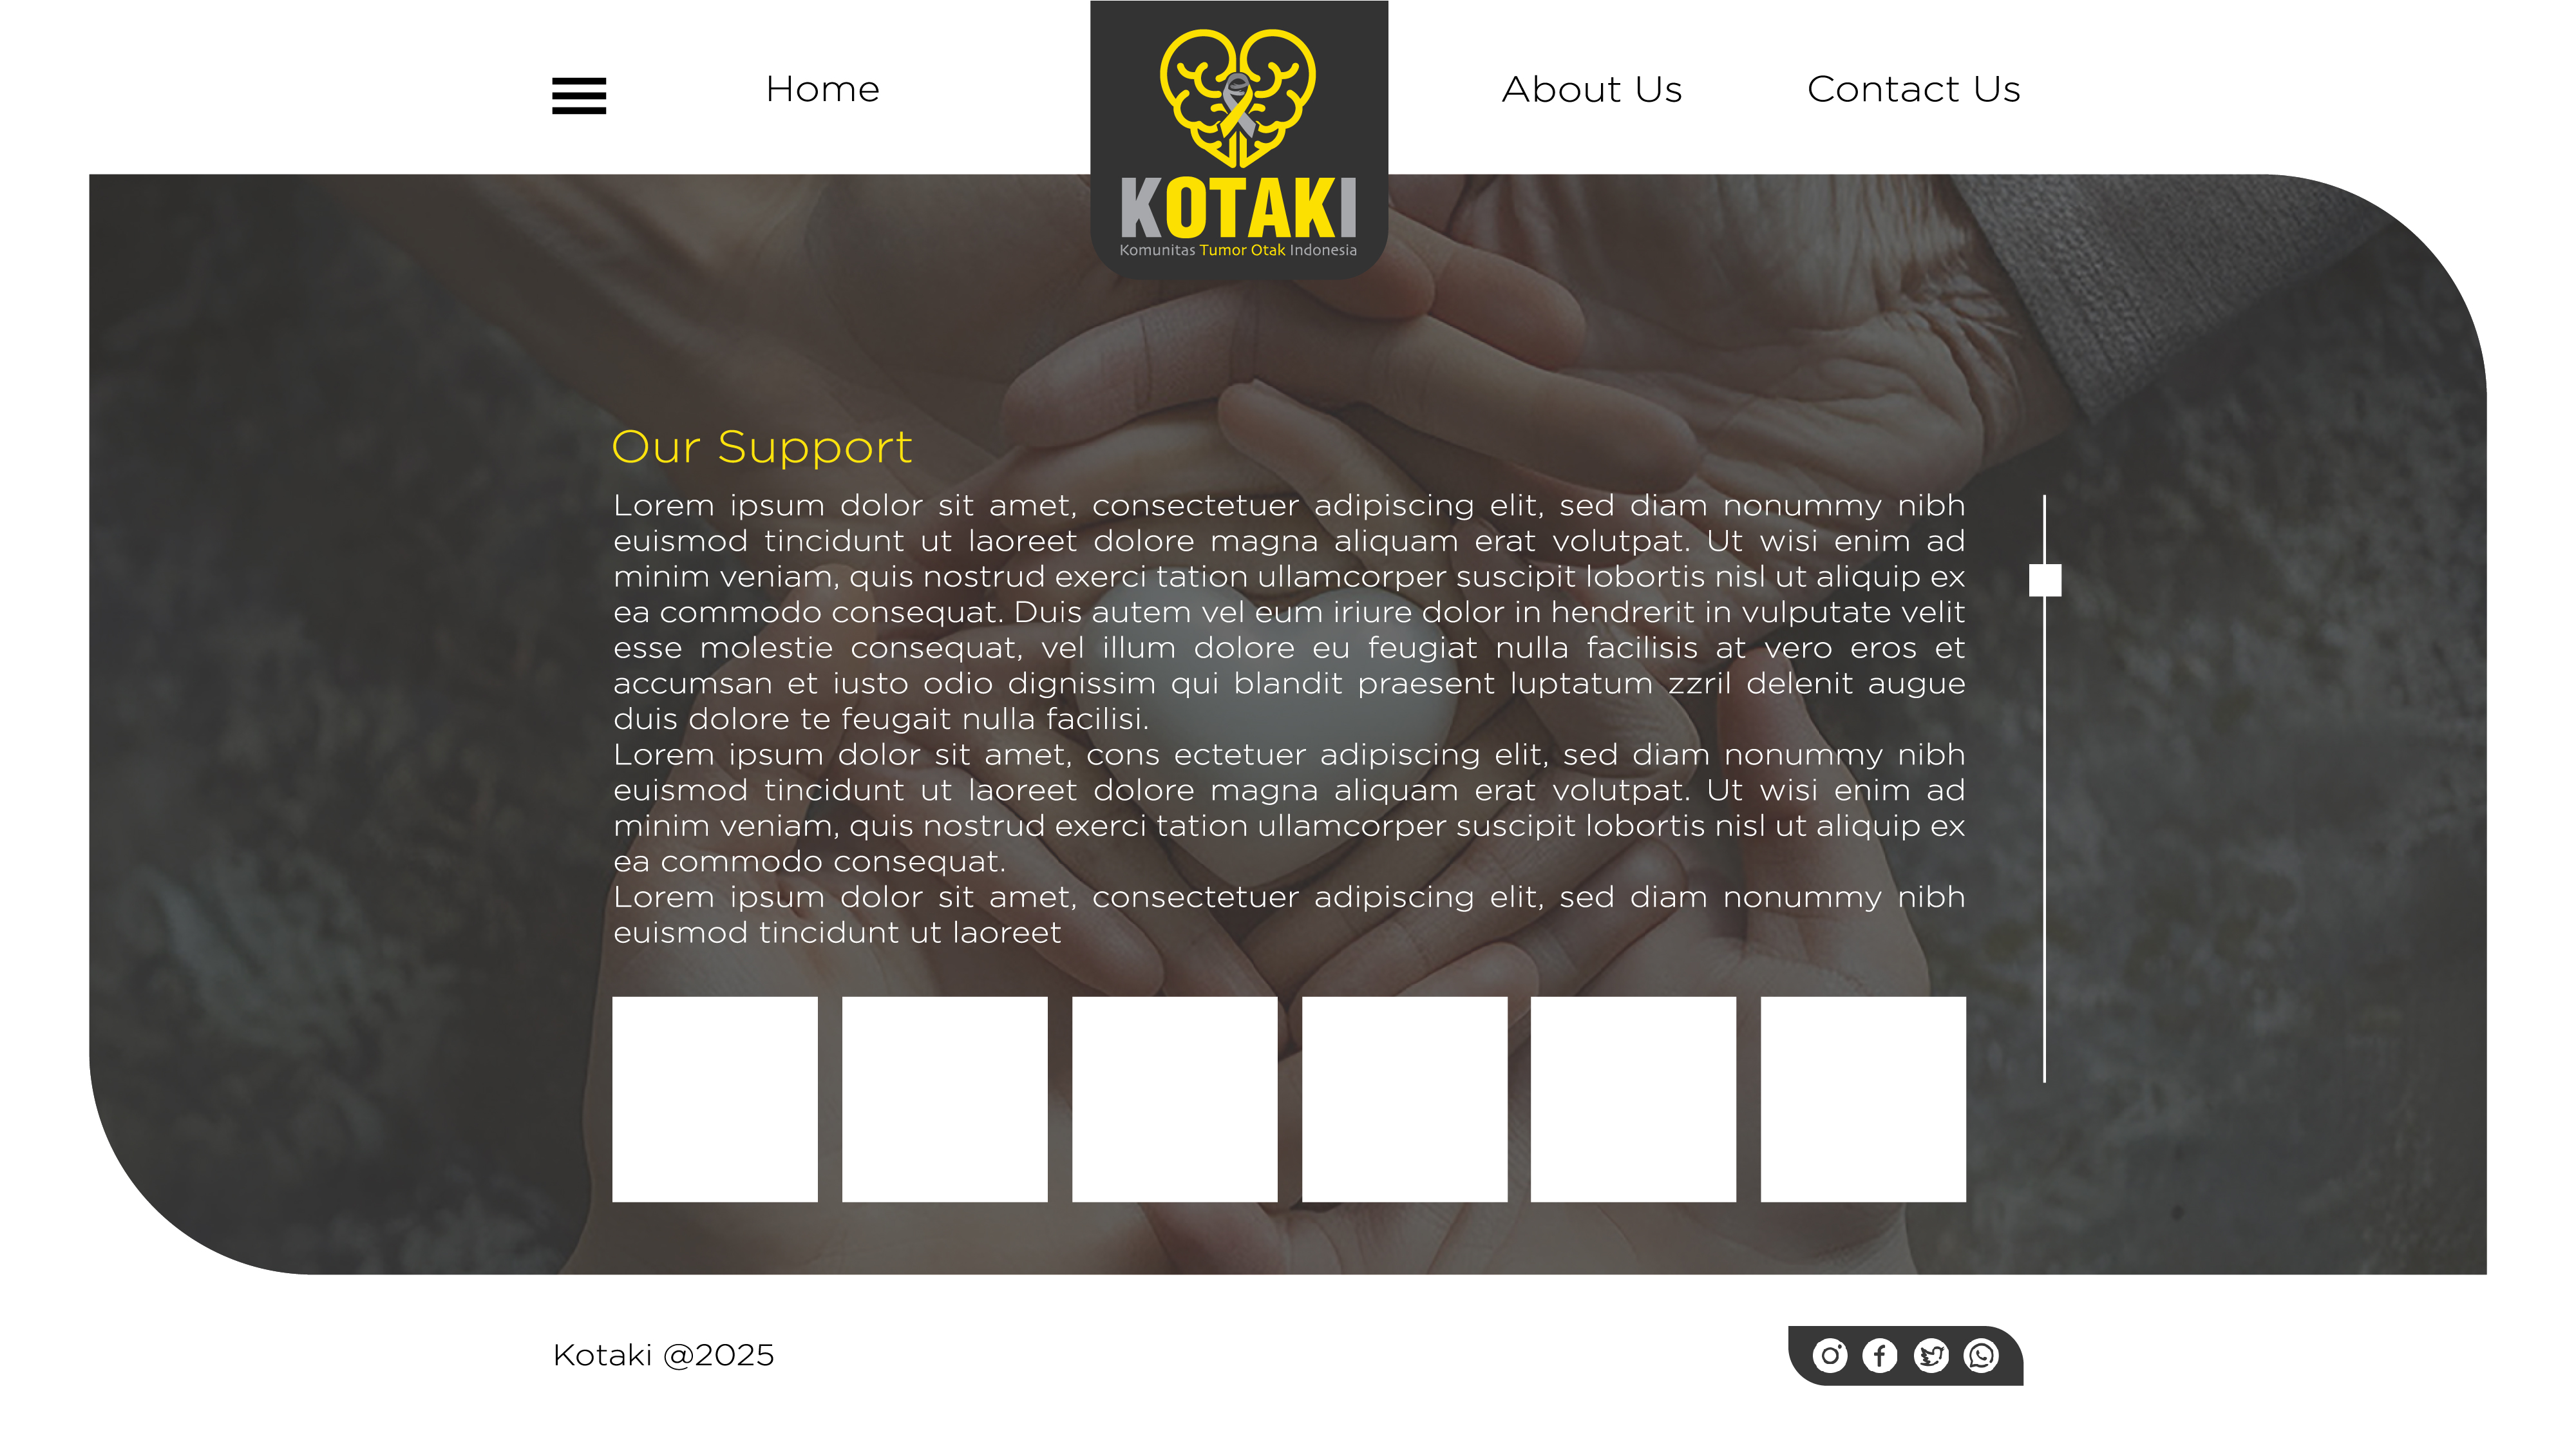 Home
About Us
Contact Us
KOTAKI
Komunitas Tumor Otak Indonesia
Our Support
Lorem ipsum dolor sit amet, consectetuer adipiscing elit, sed diam nonummy nibh
euismod tincidunt ut laoreet dolore magna aliquam erat volutpat. Ut wisi enim ad
minim veniam, quis nostrud exerci tation ullamcorper suscipit lobortis nisl ut aliquip ex
ea commodo consequat. Duis autem vel eum iriure dolor in hendrerit in vulputate velit
esse molestie consequat, vel illum dolore eu feugiat nulla facilisis at vero eros et
accumsan et iusto odio dignissim qui blandit praesent luptatum zzril delenit augue
duis dolore te feugait nulla facilisi.
Lorem ipsum dolor sit amet, cons ectetuer adipiscing elit, sed diam nonummy nibh
euismod tincidunt ut laoreet dolore magna aliquam erat volutpat. Ut wisi enim ad
minim veniam, quis nostrud exerci tation ullamcorper suscipit lobortis nisl ut aliquip ex
ea commodo consequat.
Lorem ipsum dolor sit amet, consectetuer adipiscing elit, sed diam nonummy nibh
euismod tincidunt ut laoreet
Kotaki @2025